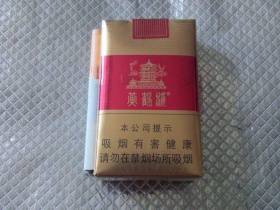 黄鹤楼
本公司提示
吸烟有害健康
请勿在禁烟场所吸烟